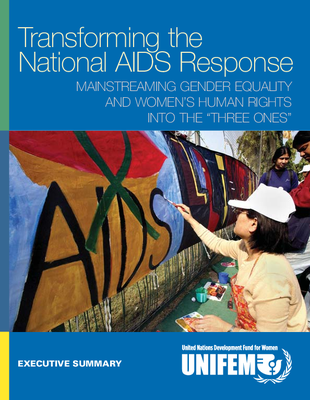 Transforming the
National AIDS Response
MAINSTREAMING GENDER EQUALITY
AND WOMEN'S HUMAN RIGHTS
INTO THE "THREE ONES"
AIDS
UNIFEM
EXECUTIVE SUMMARY
United Nations Development Fund for Women
UNIFEM